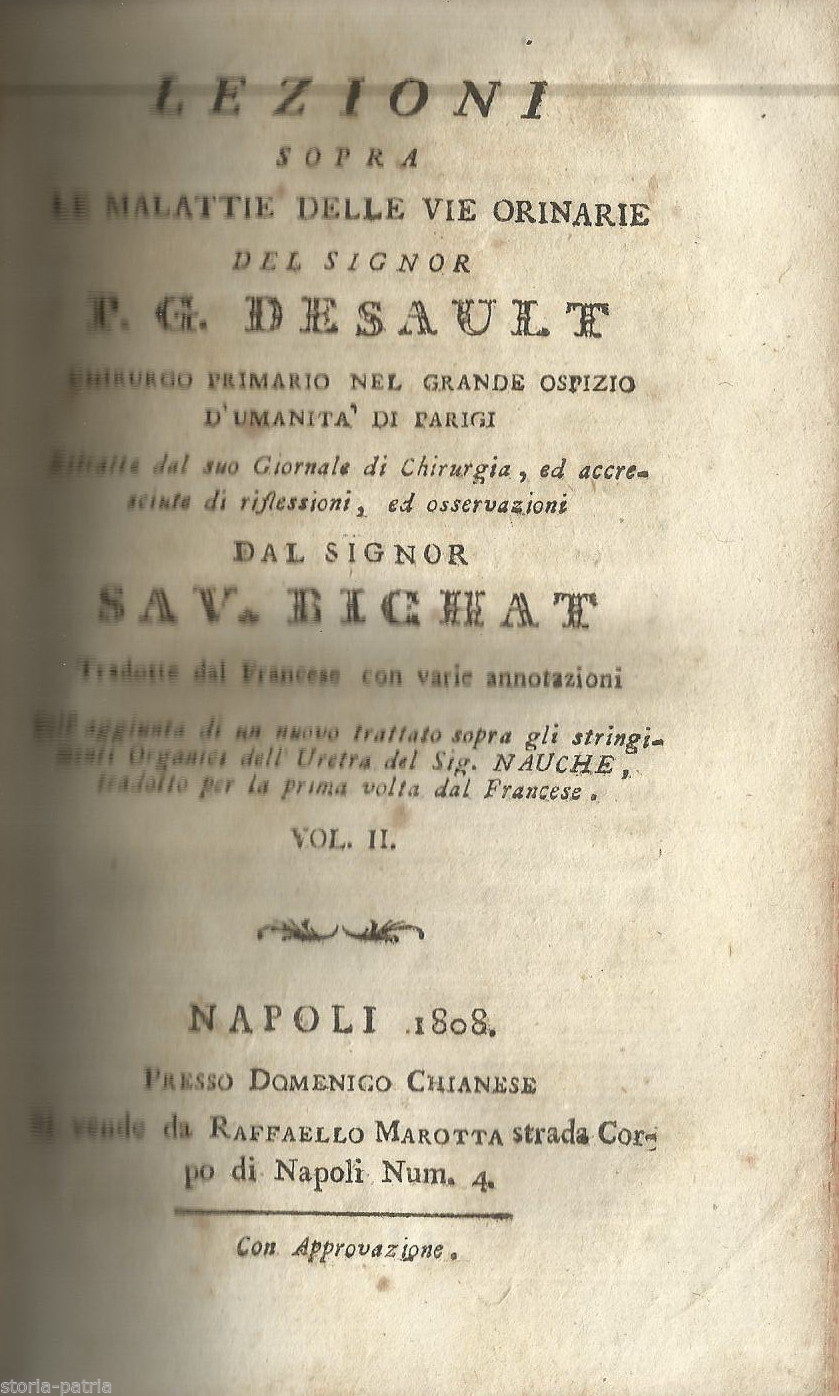 LEZIONI
SOPRA
LE MALATTIE DELLE VIE ORINARIE
DEL SIGNOR
P. G. DESAULT
CHIRURGO PRIMARIO NEL GRANDE OSPIZIO
D'UMANITA' DI PARIGI
Estratte dal suo Giornale di Chirurgia, ed accre-
sciute di riflessioni, ed osservazioni
DAL SIGNOR
SAV. BICHAT
Tradotte dal Francese con varie annotazioni
Coll'aggiunta di un nuovo trattato sopra gli stringi-
menti Organici dell'Uretra del Sig. NAUCHE,
tradotto per la prima volta dal Francese.
VOL. II.
NAPOLI 1808.
PRESSO DOMENICO CHIANESE
Si vende da RAFFAELLO MAROTTA strada Cor-
po di Napoli Num. 4.
Con Approvazione.
storia-patria